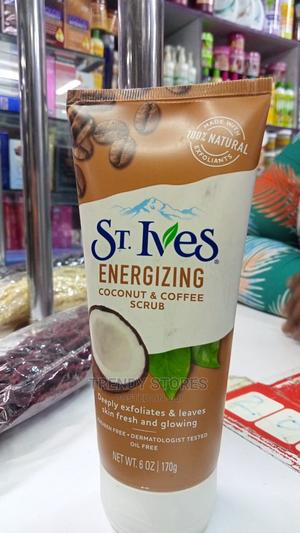 MADE WITH
100% NATURAL
EXFOLIANTS
ST. Ives
ENERGIZING
COCONUT & COFFEE
SCRUB
TRENDY STORES
Deeply exfoliates & leaves
skin fresh and glowing
FREE • DERMATOLOGIST TESTED
OIL FREE
NET WT. 6 OZ | 170g